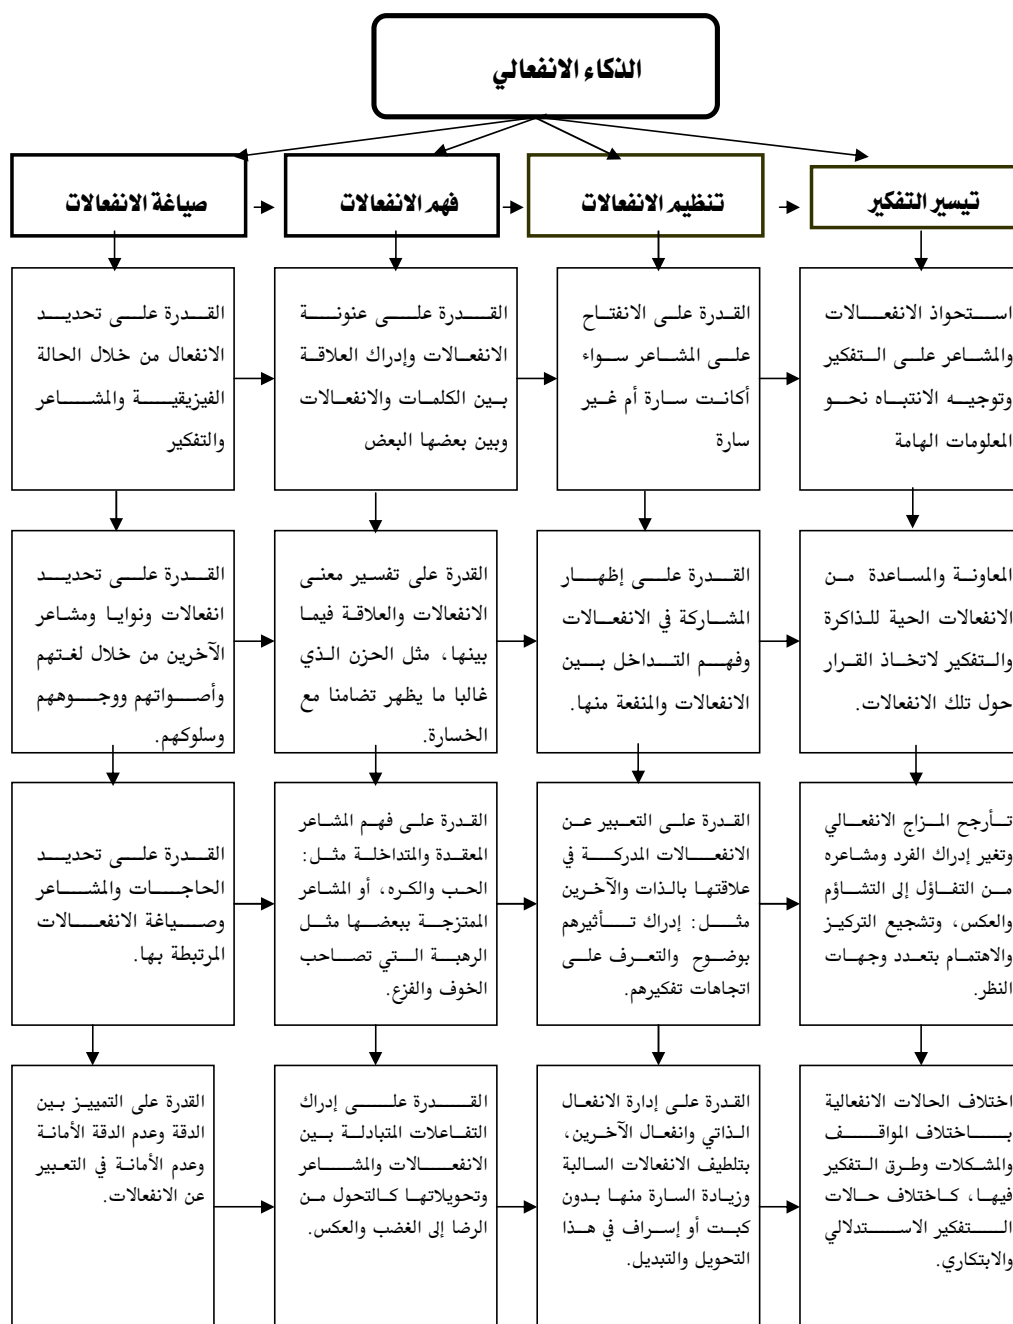 الذكاء الانفعالي
تيسير التفكير
تنظيم الانفعالات
فهم الانفعالات
صياغة الانفعالات
استحواذ الانفعالات
والمشاعر على التفكير
وتوجيه الانتباه نحو
المعلومات الهامة
القدرة على الانفتاح
على المشاعر سواء
أكانت سارة أم غير
سارة
القدرة على عنونة
الانفعالات وإدراك العلاقة
بين الكلمات والانفعالات
وبين بعضها البعض
القدرة على تحديد
الانفعال من خلال الحالة
الفيزيقية والمشاعر
والتفكير
المعاونة والمساعدة من
الانفعالات الحية للذاكرة
والتفكير لاتخاذ القرار
حول تلك الانفعالات.
القدرة على إظهار
المشاركة في الانفعالات
وفهم التداخل بين
الانفعالات والمنفعة منها.
القدرة على تفسير معنى
الانفعالات والعلاقة فيما
بينها، مثل الحزن الذي
غالبا ما يظهر تضامنا مع
الخسارة.
القدرة على تحديد
انفعالات ونوايا ومشاعر
الآخرين من خلال لغتهم
وأصواتهم ووجوههم
وسلوكهم.
تأرجح المزاج الانفعالي
وتغير إدراك الفرد ومشاعره
من التفاؤل إلى التشاؤم
والعكس، وتشجيع التركيز
والاهتمام بتعدد وجهات
النظر.
القدرة على التعبير عن
الانفعالات المدركة في
علاقتها بالذات والآخرين
مثل: إدراك تأثيرهم
بوضوح والتعرف على
اتجاهات تفكيرهم.
القدرة على فهم المشاعر
المعقدة والمتداخلة مثل:
الحب والكره، أو المشاعر
الممتزجة ببعضها مثل
الرهبة التي تصاحب
الخوف والفزع.
القدرة على تحديد
الحاجات والمشاعر
وصياغة الانفعالات
المرتبطة بها.
اختلاف الحالات الانفعالية
باختلاف المواقف
والمشكلات وطرق التفكير
فيها، كاختلاف حالات
التفكير الاستدلالي
والابتكاري.
القدرة على إدارة الانفعال
الذاتي وانفعال الآخرين،
بتلطيف الانفعالات السالبة
وزيادة السارة منها بدون
كبت أو إسراف في هذا
التحويل والتبديل.
القدرة على إدراك
التفاعلات المتبادلة بين
الانفعالات والمشاعر
وتحويلاتها كالتحول من
الرضا إلى الغضب والعكس.
القدرة على التمييز بين
الدقة وعدم الدقة الأمانة
وعدم الأمانة في التعبير
عن الانفعالات.